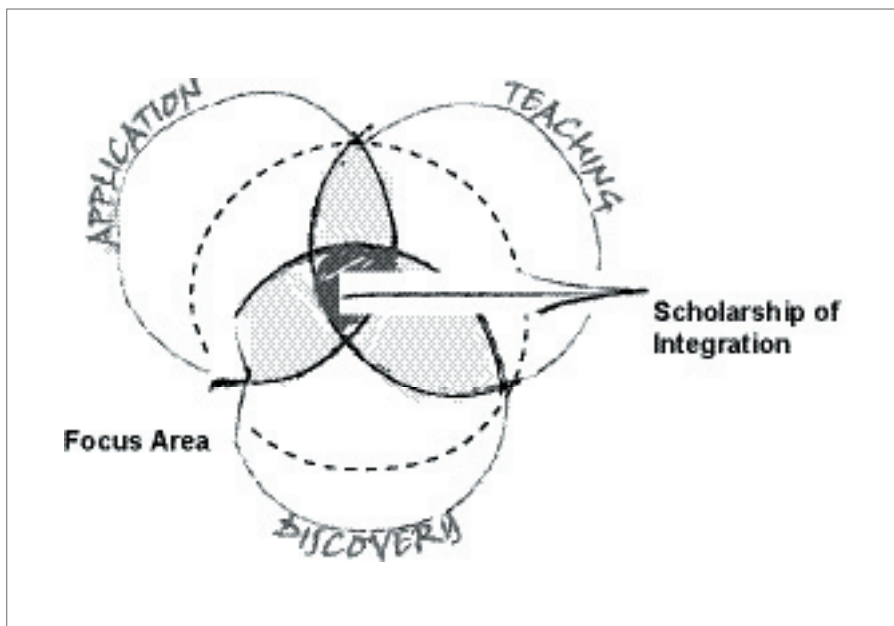 APPLICATION
TEACHING
Scholarship of
Integration
Focus Area
DISCOVERY